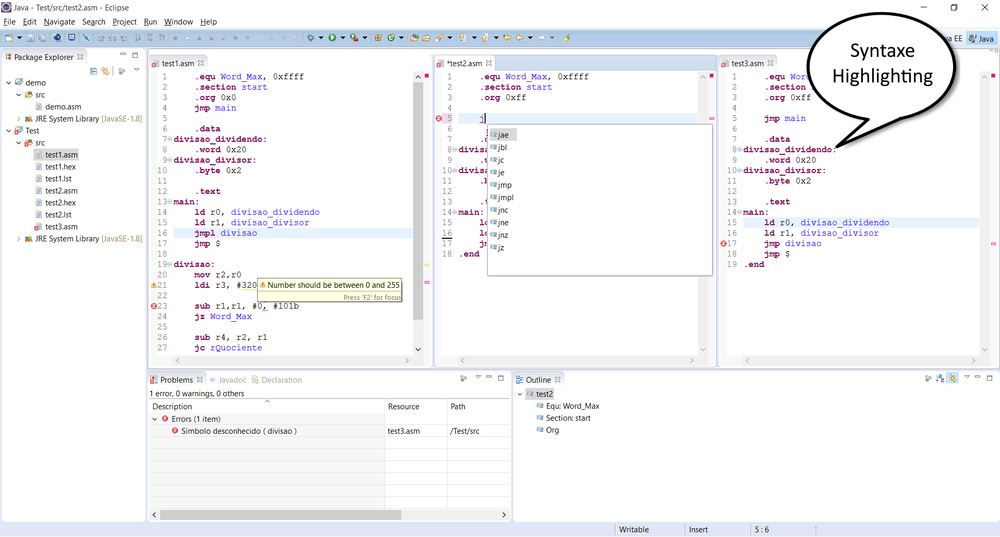 Java - Test/src/test2.asm - Eclipse
File Edit Navigate Search Project Run Window Help
Java
Syntaxe
Highlighting
Package Explorer
demo
src
demo.asm
JRE System Library [JavaSE-1.8]
Test
src
test1.asm
test1.hex
test1.lst
test2.asm
test2.hex
test2.lst
test3.asm
JRE System Library [JavaSE-1.8]
test1.asm
1 .equ Word_Max, 0xffff
2 .section start
3 .org 0x0
4 jmp main
5
6 .data
7 divisao_dividendo:
8 .word 0x20
9 divisao_divisor:
10 .byte 0x2
11
12 .text
13 main:
14 ld r0, divisao_dividendo
15 ld r1, divisao_divisor
16 jmpl divisao
17 jmp $
18
19 divisao:
20 mov r2,r0
21 ldi r3, #320
22
23 sub r1,r1, #0, #101b
24 jz Word_Max
25
26 sub r4, r2, r1
27 jc rQuociente
Number should be between 0 and 255
Press 'F2' for focus
*test2.asm
1 .equ Word_Max, 0xffff
2 .section start
3 .org 0xff
4
5 j
6
7
8
9
10
11
12
13
14 main:
15
16
17
18 .end
jae
jbl
jc
je
jmp
jmpl
jnc
jne
jnz
jz
test3.asm
1 .equ
2 .section
3 .org 0xff
4
5 jmp main
6
7 .data
8 divisao_dividendo:
9 .word 0x20
10 divisao_divisor:
11 .byte 0x2
12
13 .text
14 main:
15 ld r0, divisao_dividendo
16 ld r1, divisao_divisor
17 jmp divisao
18 jmp $
19 .end
Problems Javadoc Declaration
1 error, 0 warnings, 0 others
Description Resource Path
Errors (1 item)
Simbolo desconhecido ( divisao ) test3.asm /Test/src
Outline
test2
Equ: Word_Max
Section: start
Org
Writable Insert 5 : 6